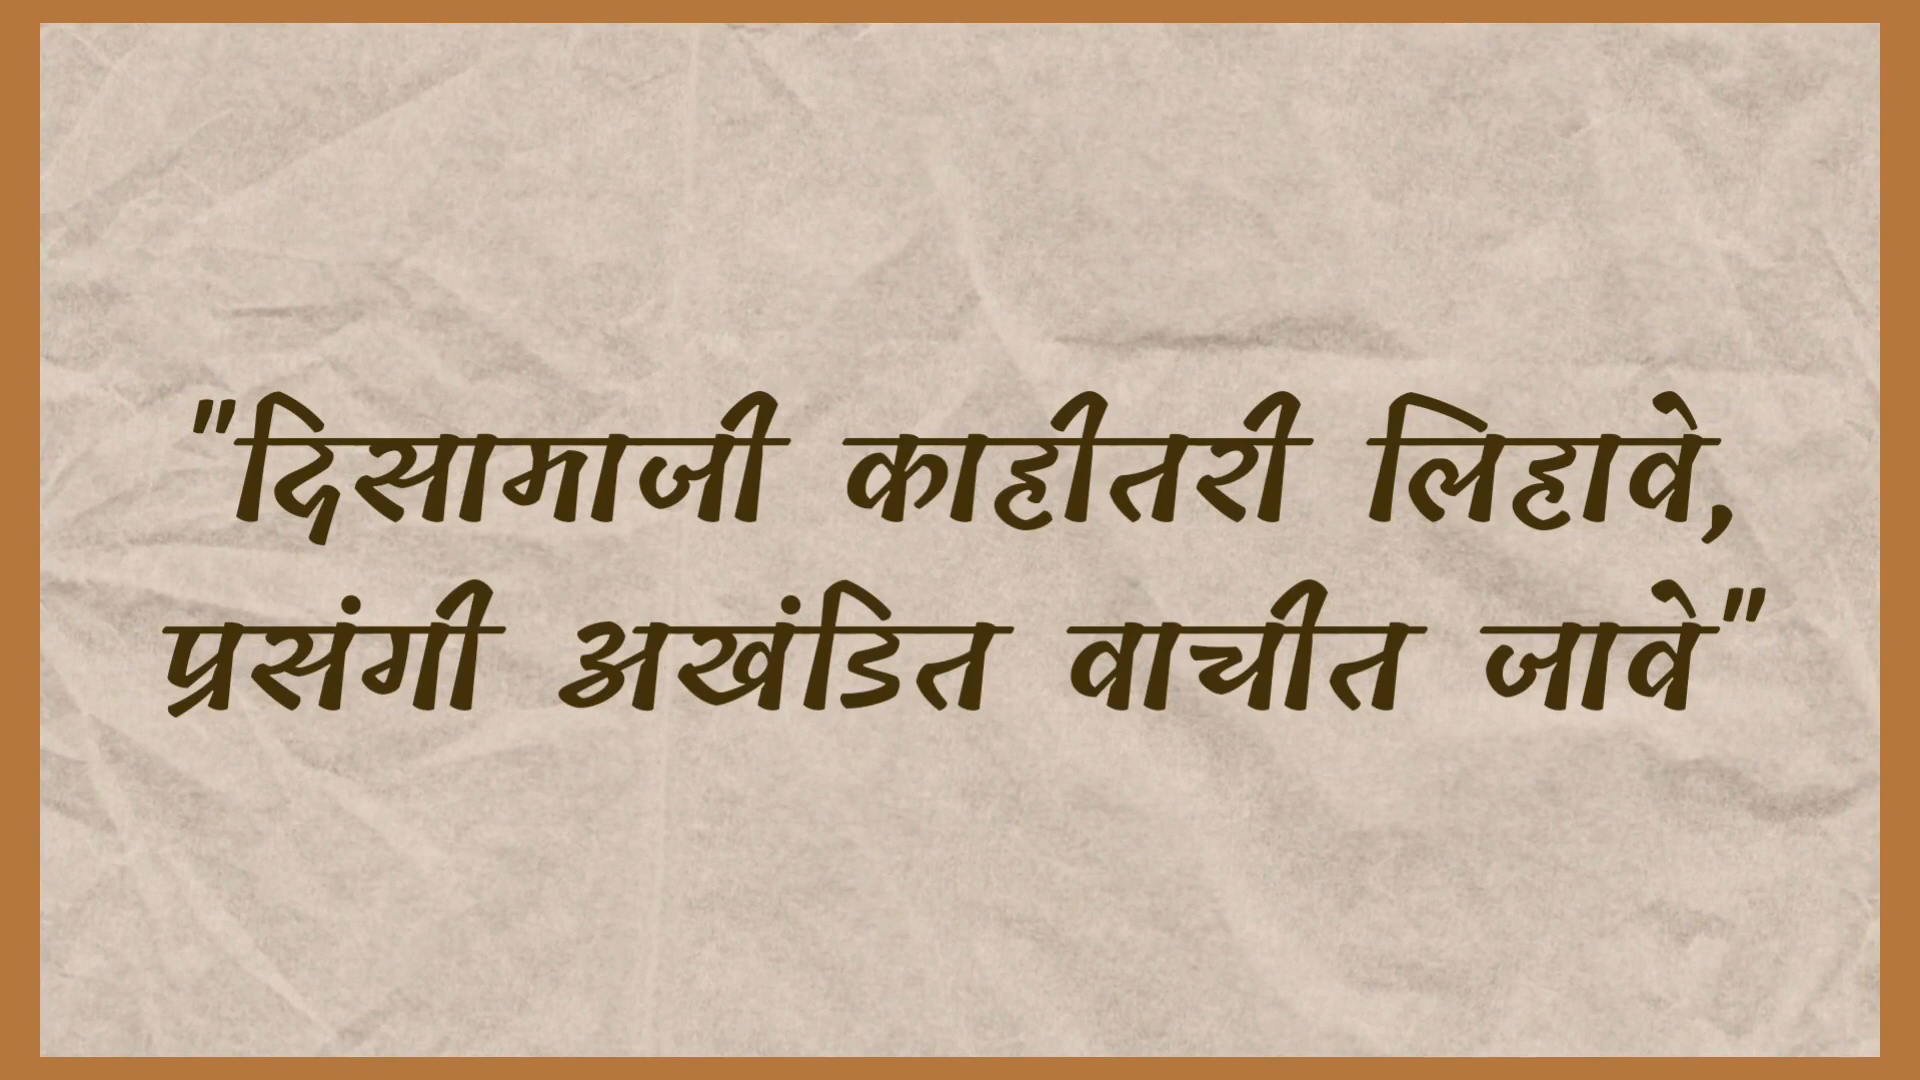 "दिसामाजी काहीतरी लिहावे,
प्रसंगी अखंडित वाचीत जावे"